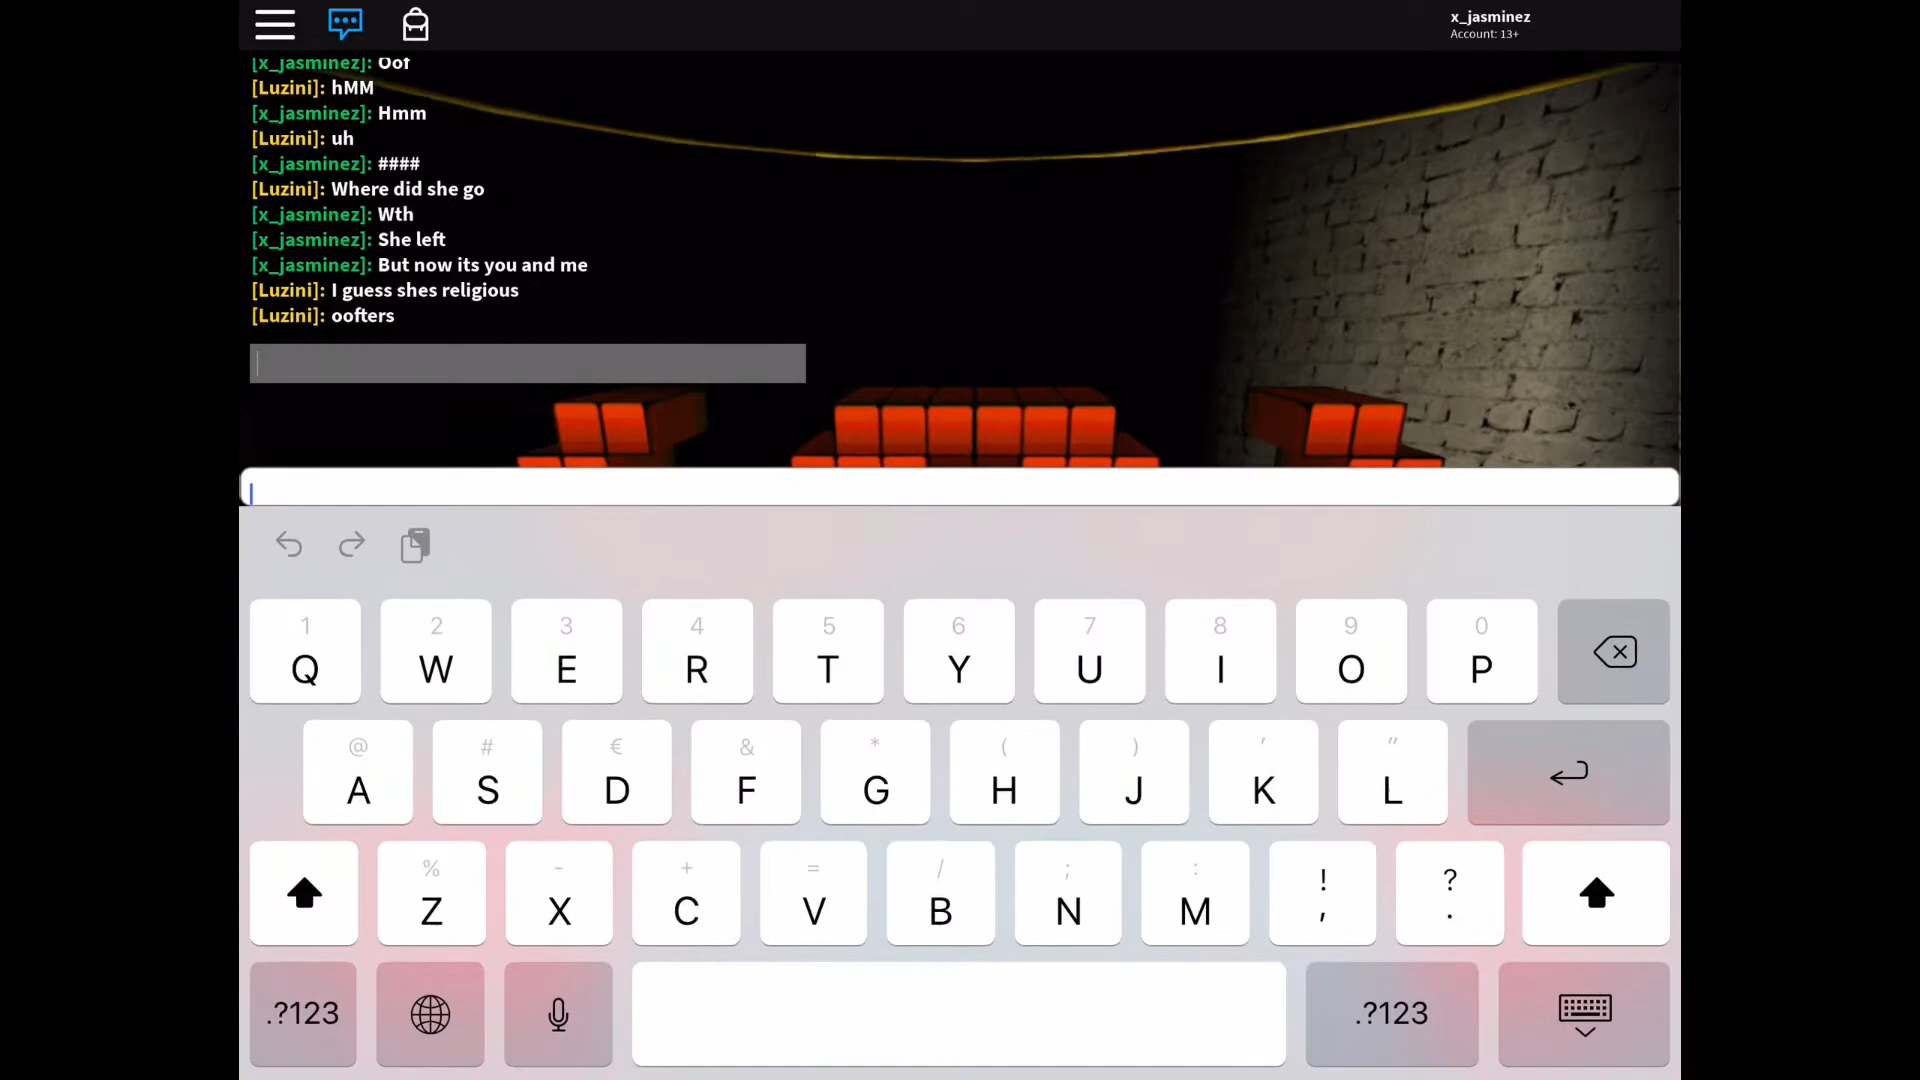 x_jasminez
Account: 13+
[x_jasminez]: Oof
[Luzini]: hMM
[x_jasminez]: Hmm
[Luzini]: uh
[x_jasminez]: ####
[Luzini]: Where did she go
[x_jasminez]: Wth
[x_jasminez]: She left
[x_jasminez]: But now its you and me
[Luzini]: I guess shes religious
[Luzini]: oofters
1 2 3 4 5 6 7 8 9 0
Q W E R T Y U I O P
@ # € & * ( ) ' "
A S D F G H J K L
% - + = / ; : ! ?
Z X C V B N M , .
.?123 .?123